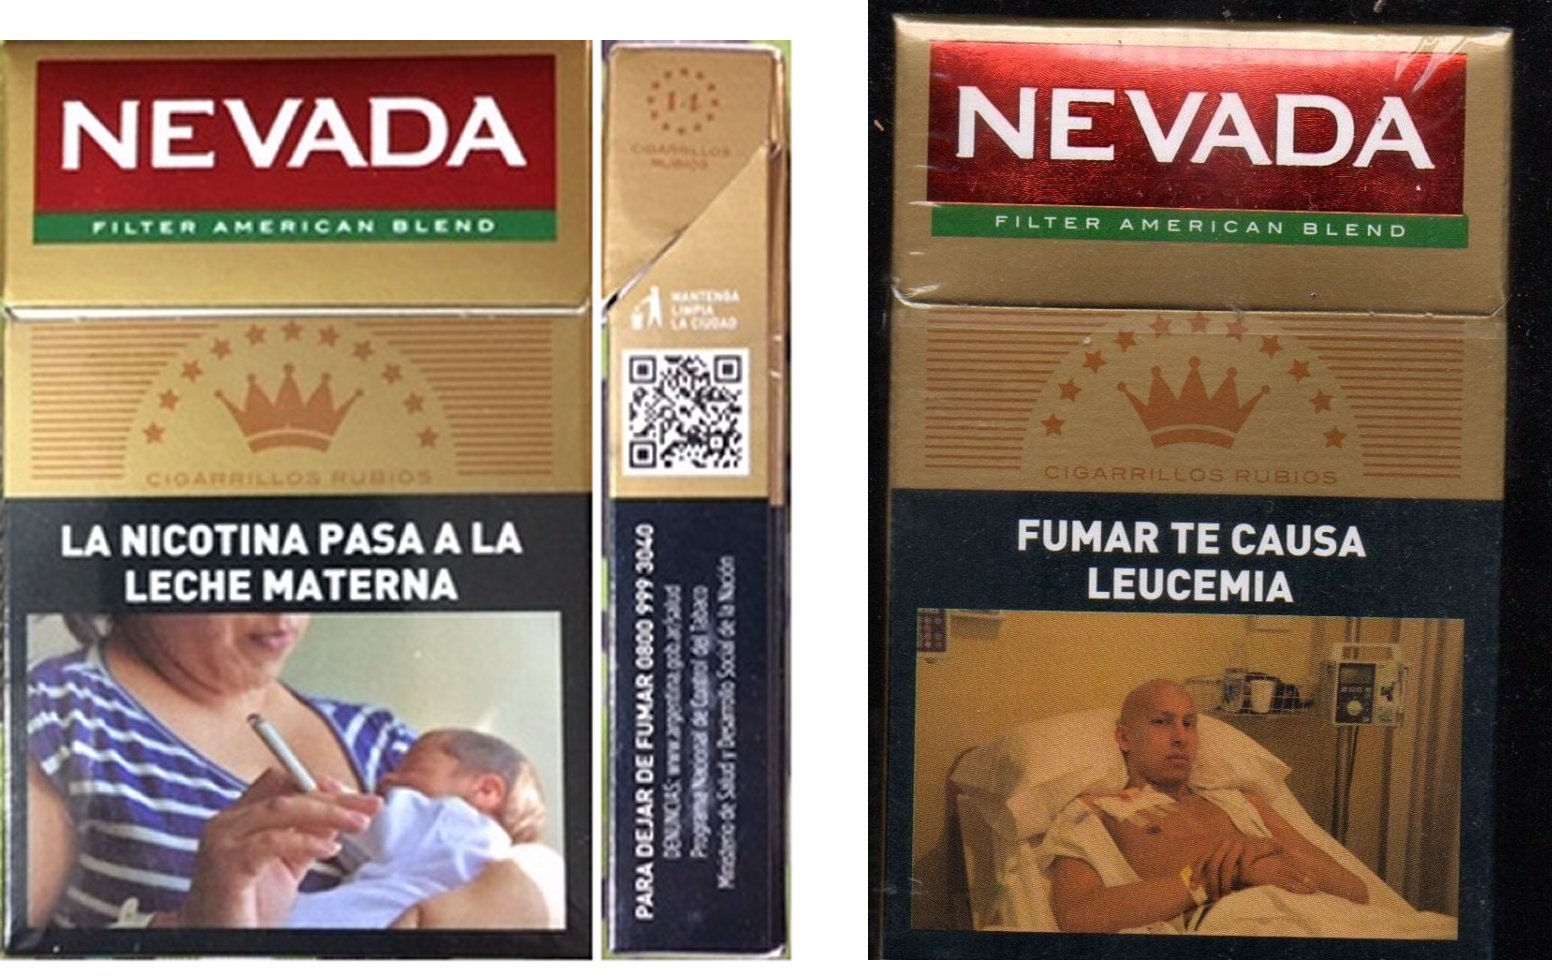 NEVADA
FILTER AMERICAN BLEND
CIGARRILLOS RUBIOS
LA NICOTINA PASA A LA
LECHE MATERNA
14
CIGARRILLOS
RUBIOS
MANTENGA
LIMPIA
LA CIUDAD
PARA DEJAR DE FUMAR 0800 999 3040
DENUNCIAS: www.argentina.gob.ar/salud
Programa Nacional de Control del Tabaco
Ministerio de Salud y Desarrollo Social de la Nación
NEVADA
FILTER AMERICAN BLEND
CIGARRILLOS RUBIOS
FUMAR TE CAUSA
LEUCEMIA